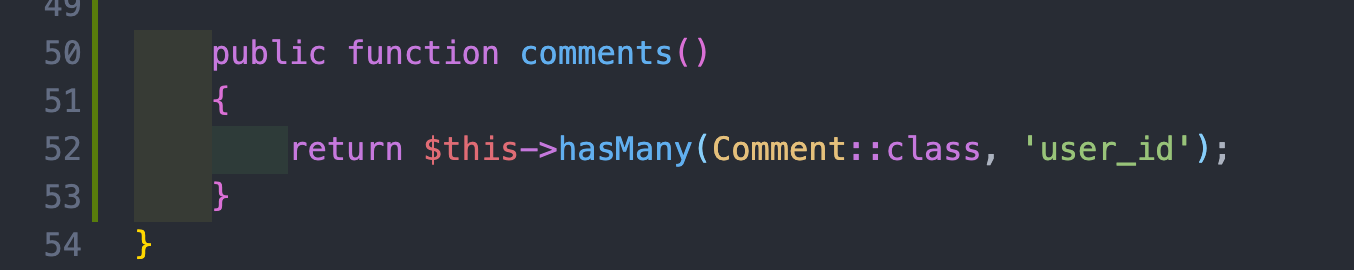 49
50 public function comments()
51 {
52 return $this->hasMany(Comment::class, 'user_id');
53 }
54 }